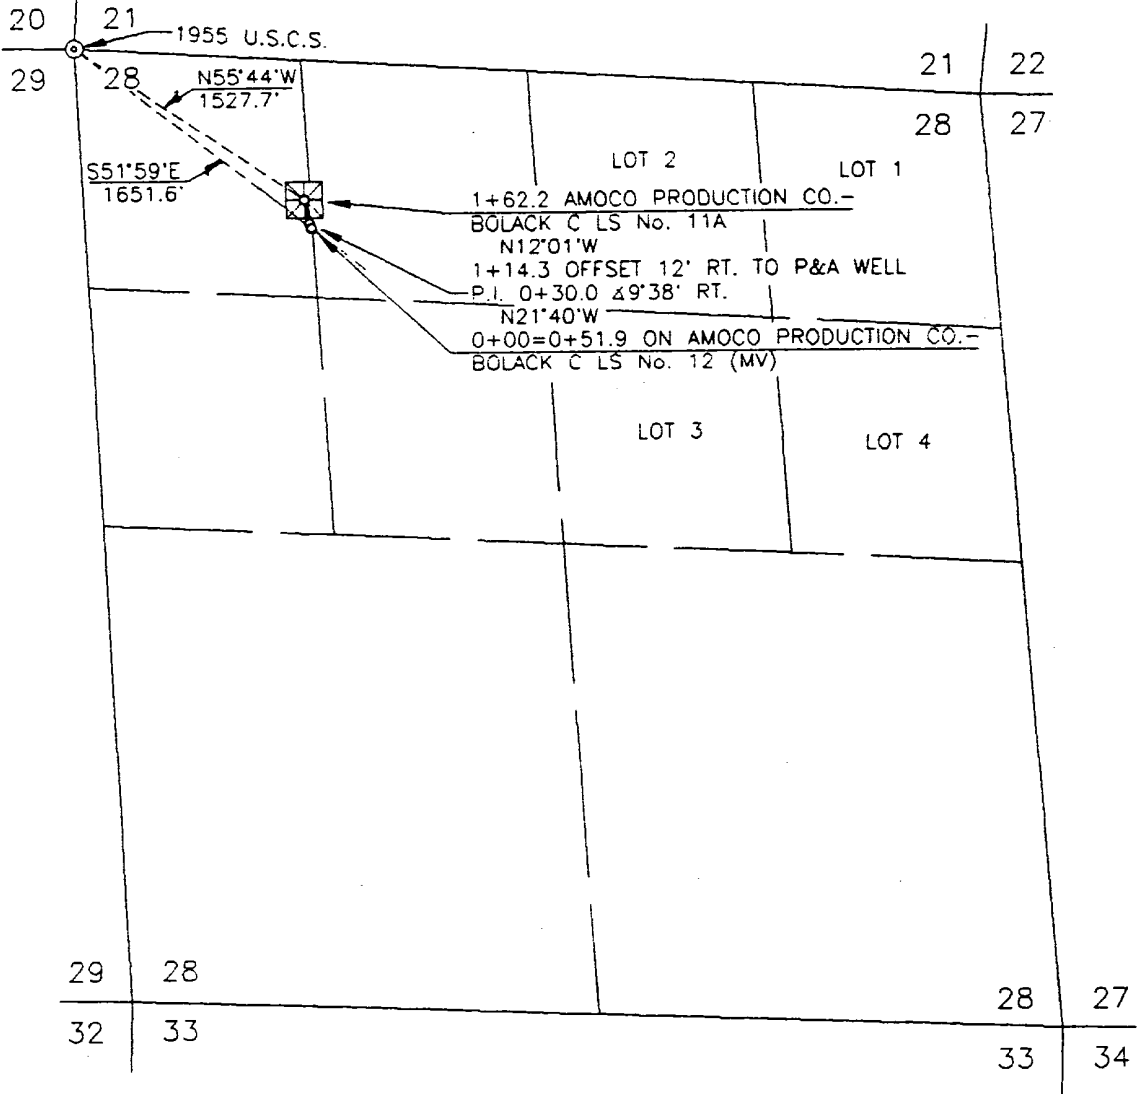 20 21
1955 U.S.C.S.
29 28
N55°44'W
1527.7'
21 22
28 27
S51°59'E
1651.6'
LOT 2
LOT 1
1+62.2 AMOCO PRODUCTION CO.-
BOLACK C LS No. 11A
N12°01'W
1+14.3 OFFSET 12' RT. TO P&A WELL
P.I. 0+30.0 ∡9°38' RT.
N21°40'W
0+00=0+51.9 ON AMOCO PRODUCTION CO.-
BOLACK C LS No. 12 (MV)
LOT 3
LOT 4
29 28
32 33
28 27
33 34